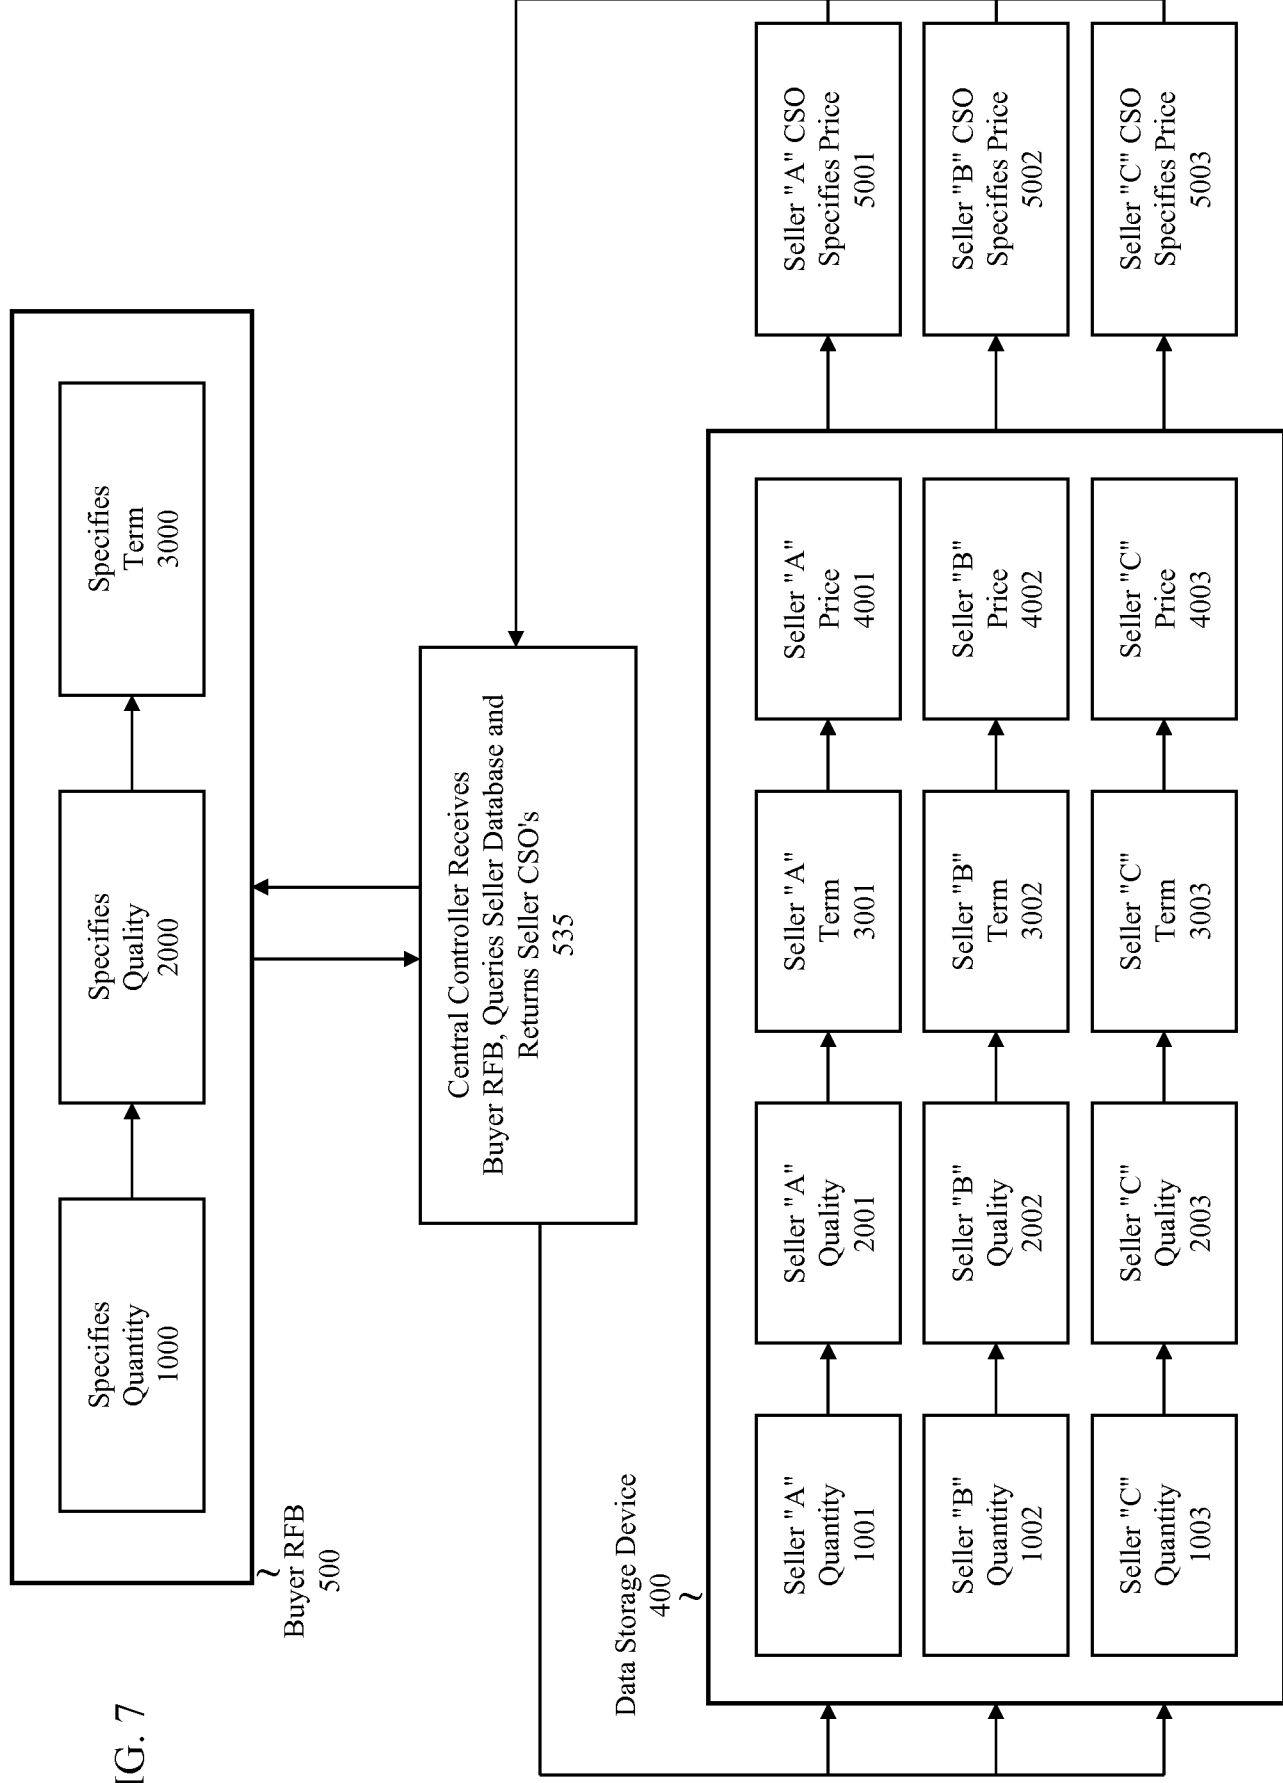 Specifies
Quantity
1000
Specifies
Quality
2000
Specifies
Term
3000
Buyer RFB
500
Central Controller Receives
Buyer RFB, Queries Seller Database and
Returns Seller CSO's
535
Data Storage Device
400
Seller "A"
Quantity
1001
Seller "A"
Quality
2001
Seller "A"
Term
3001
Seller "A"
Price
4001
Seller "A" CSO
Specifies Price
5001
Seller "B"
Quantity
1002
Seller "B"
Quality
2002
Seller "B"
Term
3002
Seller "B"
Price
4002
Seller "B" CSO
Specifies Price
5002
Seller "C"
Quantity
1003
Seller "C"
Quality
2003
Seller "C"
Term
3003
Seller "C"
Price
4003
Seller "C" CSO
Specifies Price
5003
IG. 7